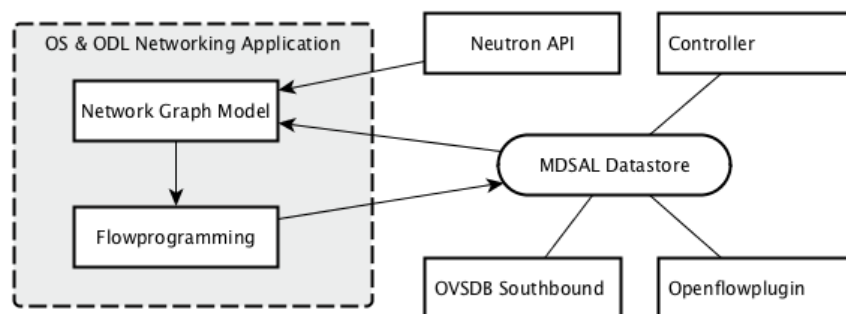 OS & ODL Networking Application
Neutron API
Controller
Network Graph Model
MDSAL Datastore
Flowprogramming
OVSDB Southbound
Openflowplugin